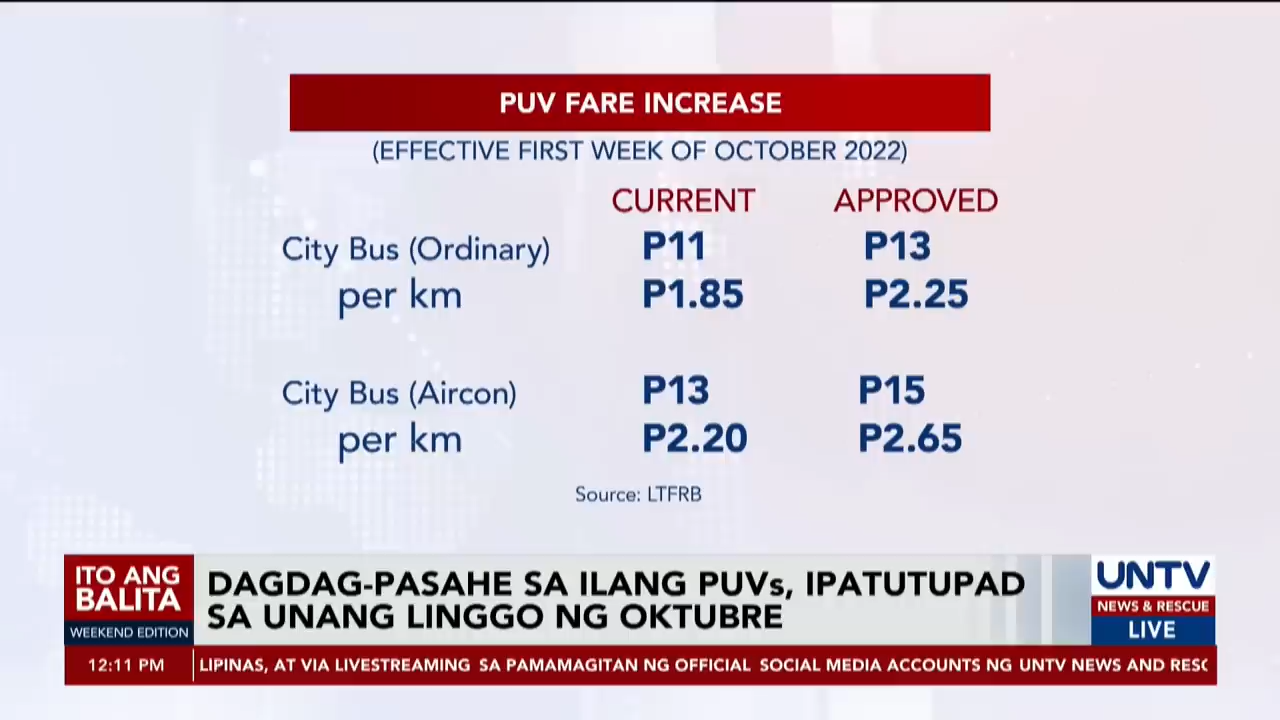 PUV FARE INCREASE
(EFFECTIVE FIRST WEEK OF OCTOBER 2022)
CURRENT APPROVED
City Bus (Ordinary) P11 P13
per km P1.85 P2.25
City Bus (Aircon) P13 P15
per km P2.20 P2.65
Source: LTFRB
ITO ANG
BALITA
WEEKEND EDITION
DAGDAG-PASAHE SA ILANG PUVs, IPATUTUPAD
SA UNANG LINGGO NG OKTUBRE
UNTV
NEWS & RESCUE
LIVE
12:11 PM LIPINAS, AT VIA LIVESTREAMING SA PAMAMAGITAN NG OFFICIAL SOCIAL MEDIA ACCOUNTS NG UNTV NEWS AND RESC